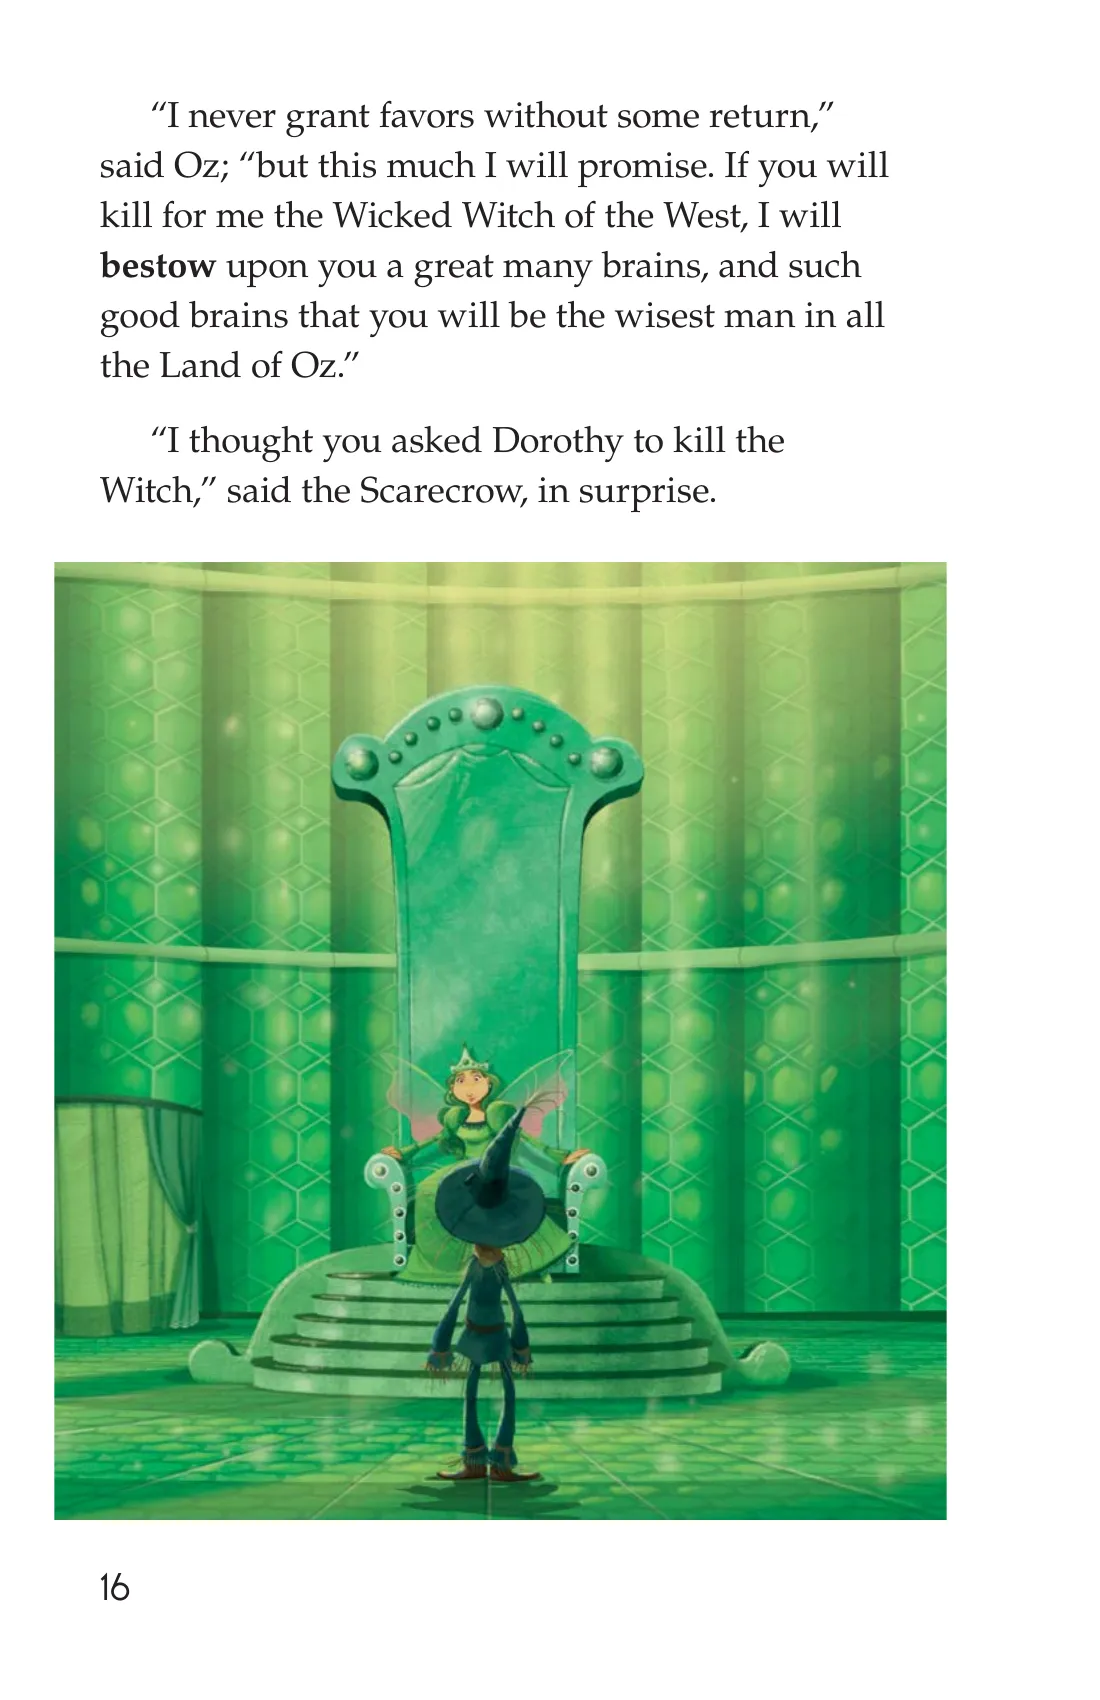 “I never grant favors without some return,”
said Oz; “but this much I will promise. If you will
kill for me the Wicked Witch of the West, I will
bestow upon you a great many brains, and such
good brains that you will be the wisest man in all
the Land of Oz.”
“I thought you asked Dorothy to kill the
Witch,” said the Scarecrow, in surprise.
16